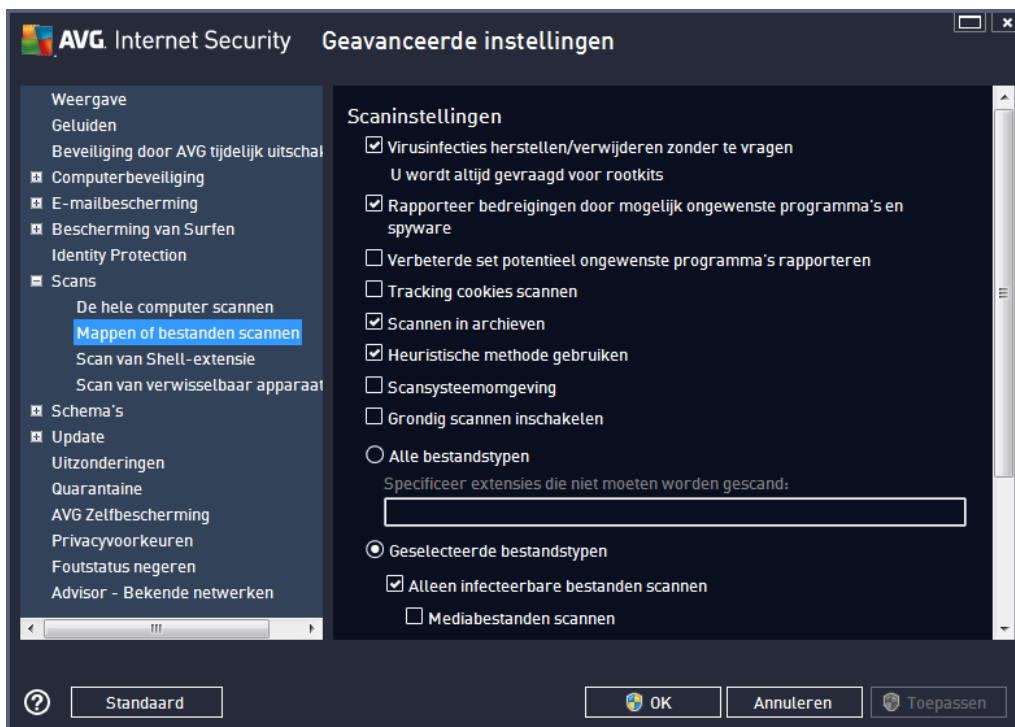 AVG. Internet Security Geavanceerde instellingen
Weergave
Geluiden
Beveiliging door AVG tijdelijk uitschak
Computerbeveiliging
E-mailbescherming
Bescherming van Surfen
Identity Protection
Scans
De hele computer scannen
Mappen of bestanden scannen
Scan van Shell-extensie
Scan van verwisselbaar apparaat
Schema's
Update
Uitzonderingen
Quarantaine
AVG Zelfbescherming
Privacyvoorkeuren
Foutstatus negeren
Advisor - Bekende netwerken
Scaninstellingen
Virusinfecties herstellen/verwijderen zonder te vragen
U wordt altijd gevraagd voor rootkits
Rapporteer bedreigingen door mogelijk ongewenste programma's en
spyware
Verbeterde set potentieel ongewenste programma's rapporteren
Tracking cookies scannen
Scannen in archieven
Heuristische methode gebruiken
Scansysteemomgeving
Grondig scannen inschakelen
Alle bestandstypen
Specificeer extensies die niet moeten worden gescand:
Geselecteerde bestandstypen
Alleen infecteerbare bestanden scannen
Mediabestanden scannen
Standaard
OK
Annuleren
Toepassen